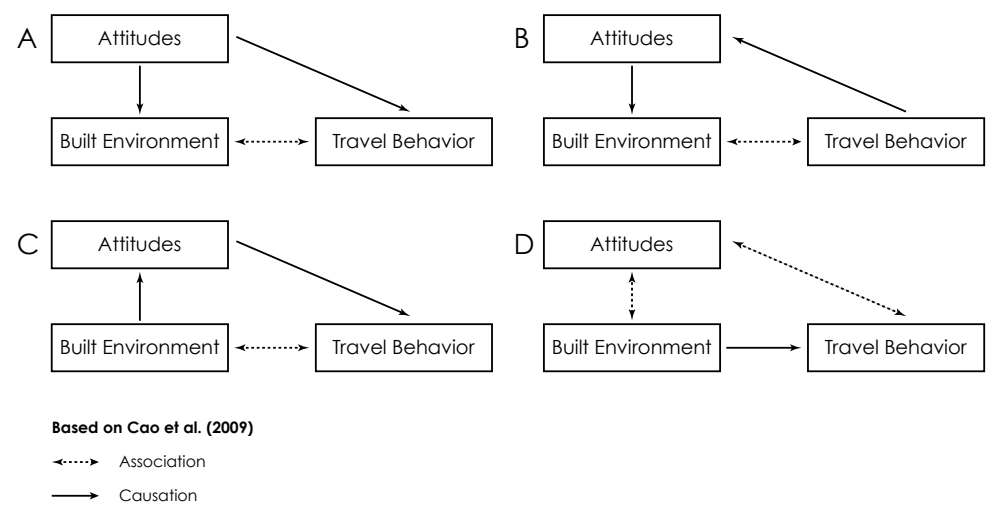 A
Attitudes
Built Environment
Travel Behavior
B
Attitudes
Built Environment
Travel Behavior
C
Attitudes
Built Environment
Travel Behavior
D
Attitudes
Built Environment
Travel Behavior
Based on Cao et al. (2009)
Association
Causation